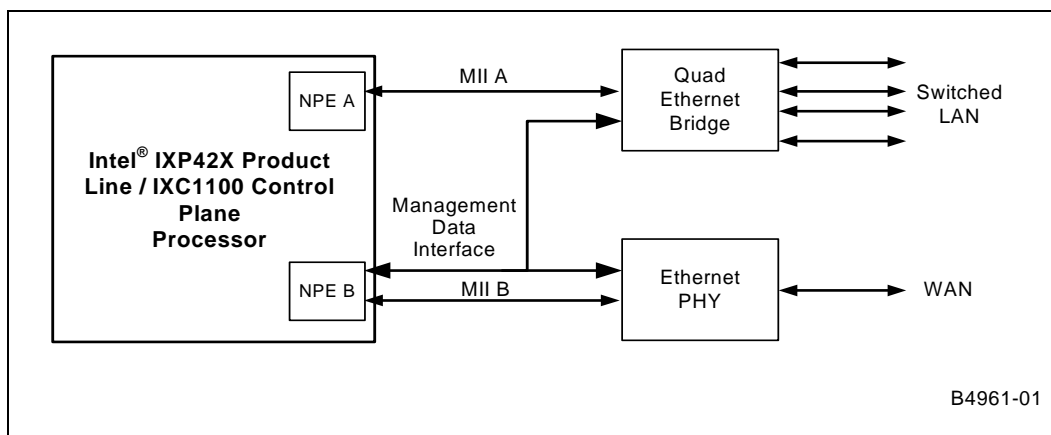 NPE A
MII A
Quad
Ethernet
Bridge
Switched
LAN
Intel® IXP42X Product
Line / IXC1100 Control
Plane
Processor
Management
Data
Interface
NPE B
MII B
Ethernet
PHY
WAN
B4961-01